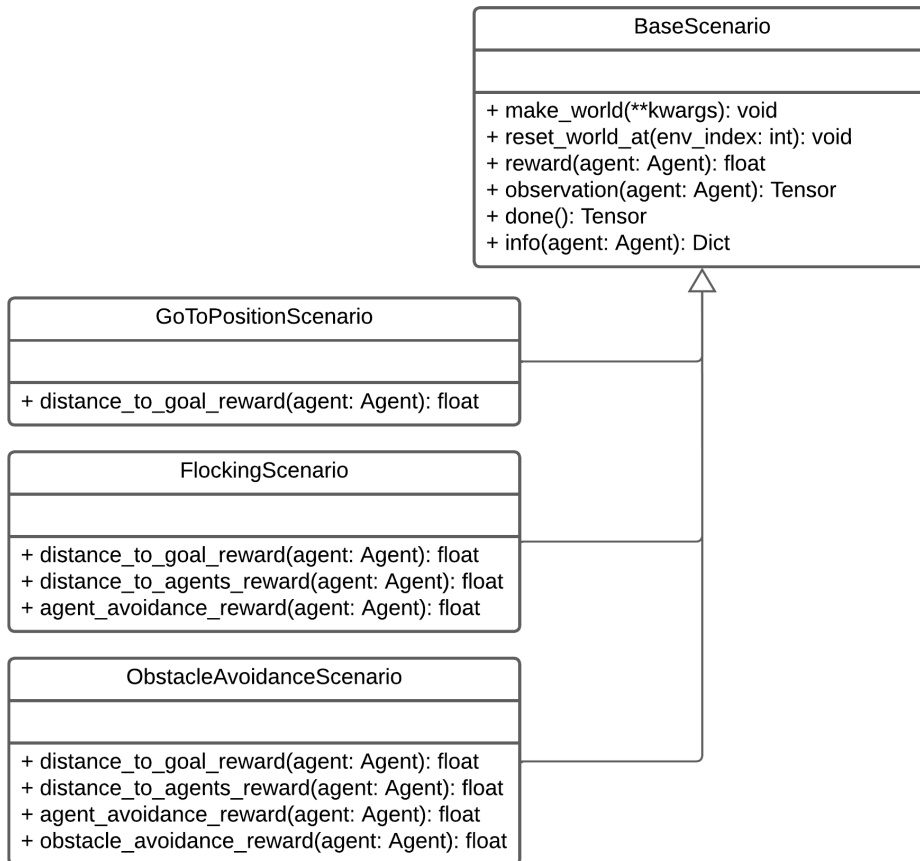 BaseScenario
+ make_world(**kwargs): void
+ reset_world_at(env_index: int): void
+ reward(agent: Agent): float
+ observation(agent: Agent): Tensor
+ done(): Tensor
+ info(agent: Agent): Dict
GoToPositionScenario
+ distance_to_goal_reward(agent: Agent): float
FlockingScenario
+ distance_to_goal_reward(agent: Agent): float
+ distance_to_agents_reward(agent: Agent): float
+ agent_avoidance_reward(agent: Agent): float
ObstacleAvoidanceScenario
+ distance_to_goal_reward(agent: Agent): float
+ distance_to_agents_reward(agent: Agent): float
+ agent_avoidance_reward(agent: Agent): float
+ obstacle_avoidance_reward(agent: Agent): float